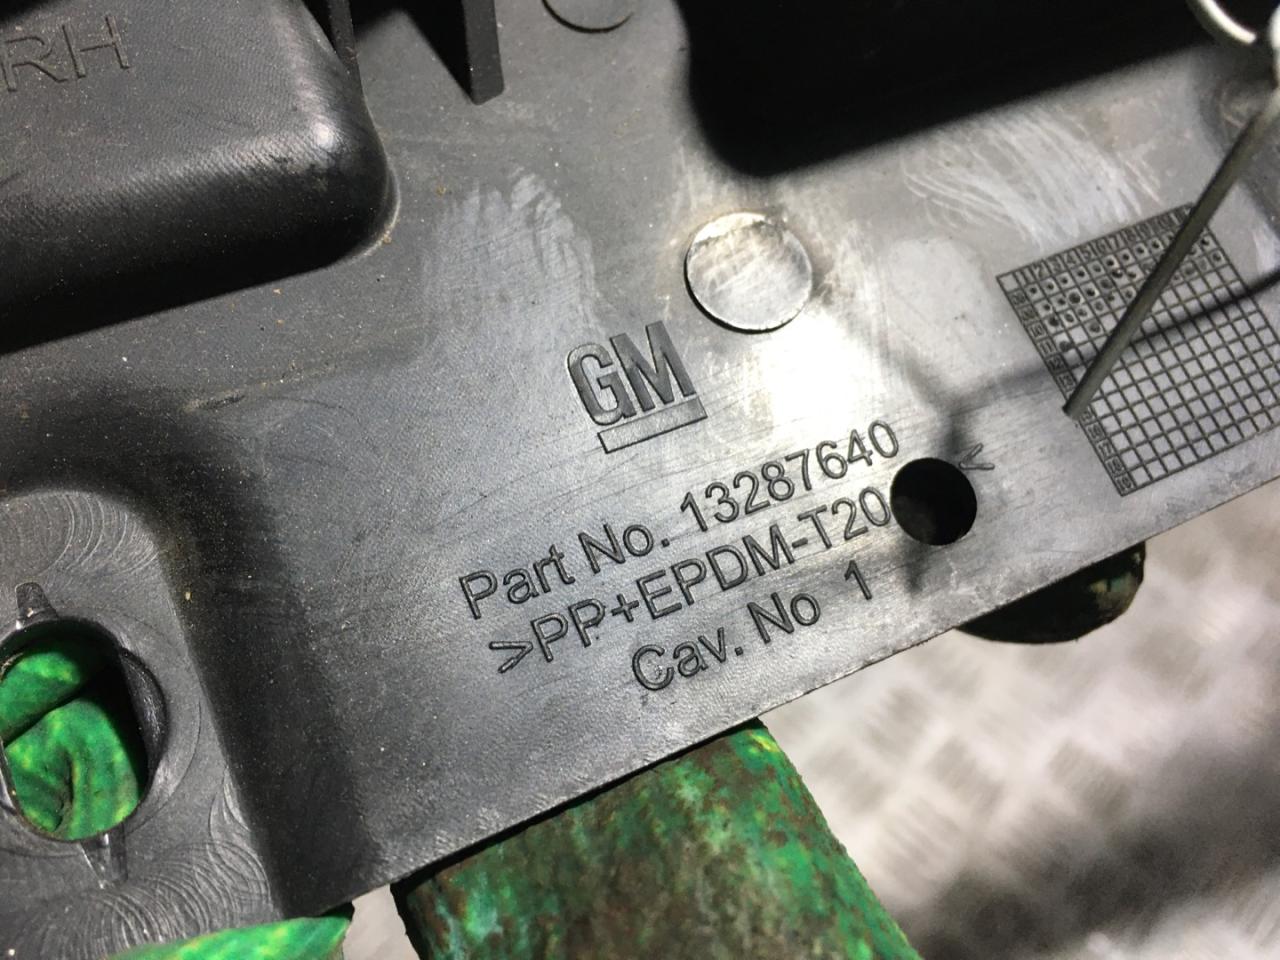 RH
GM
Part No. 13287640
>PP+EPDM-T20 <
Cav. No 1